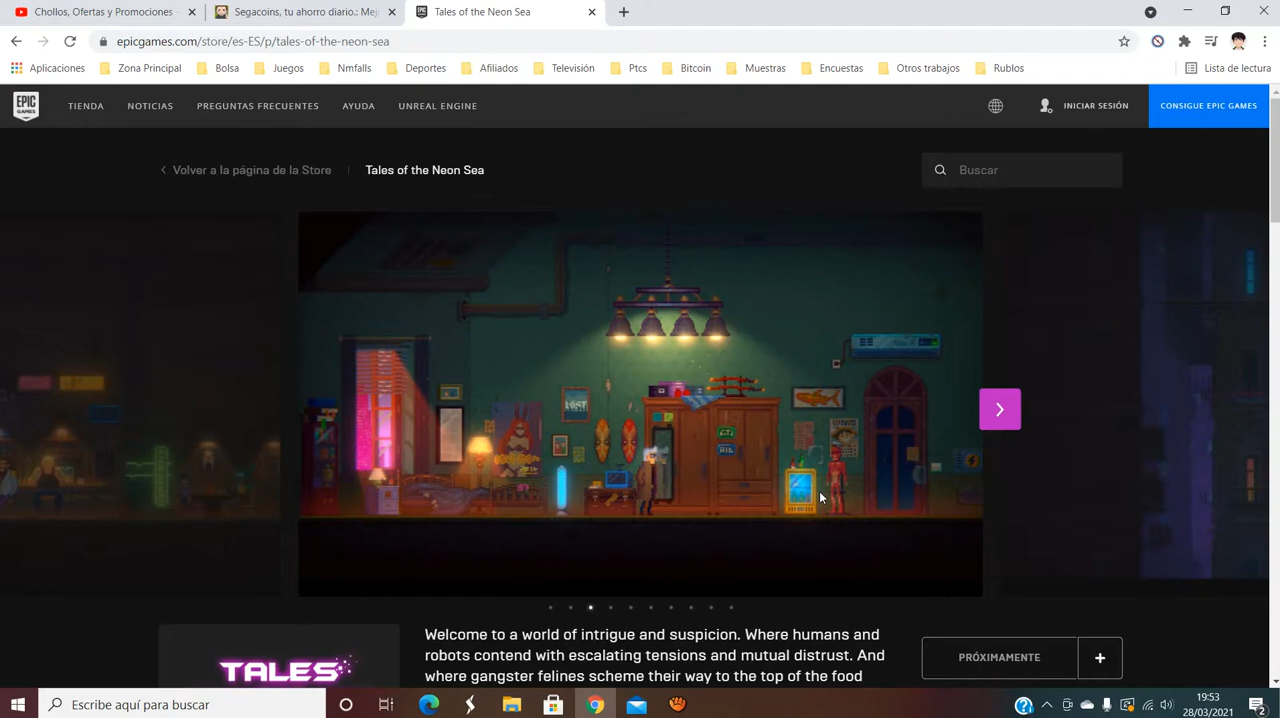 Chollos, Ofertas y Promociones -
Segacoins, tu ahorro diario.: Mej
Tales of the Neon Sea
epicgames.com/store/es-ES/p/tales-of-the-neon-sea
Aplicaciones
Zona Principal
Bolsa
Juegos
Nmfalls
Deportes
Afiliados
Televisión
Ptcs
Bitcoin
Muestras
Encuestas
Otros trabajos
Rublos
Lista de lectura
EPIC GAMES
TIENDA
NOTICIAS
PREGUNTAS FRECUENTES
AYUDA
UNREAL ENGINE
INICIAR SESIÓN
CONSIGUE EPIC GAMES
Volver a la página de la Store
Tales of the Neon Sea
Buscar
LOST
TALES
Welcome to a world of intrigue and suspicion. Where humans and
robots contend with escalating tensions and mutual distrust. And
where gangster felines scheme their way to the top of the food
PRÓXIMAMENTE
+
Escribe aquí para buscar
19:53
28/03/2021
2